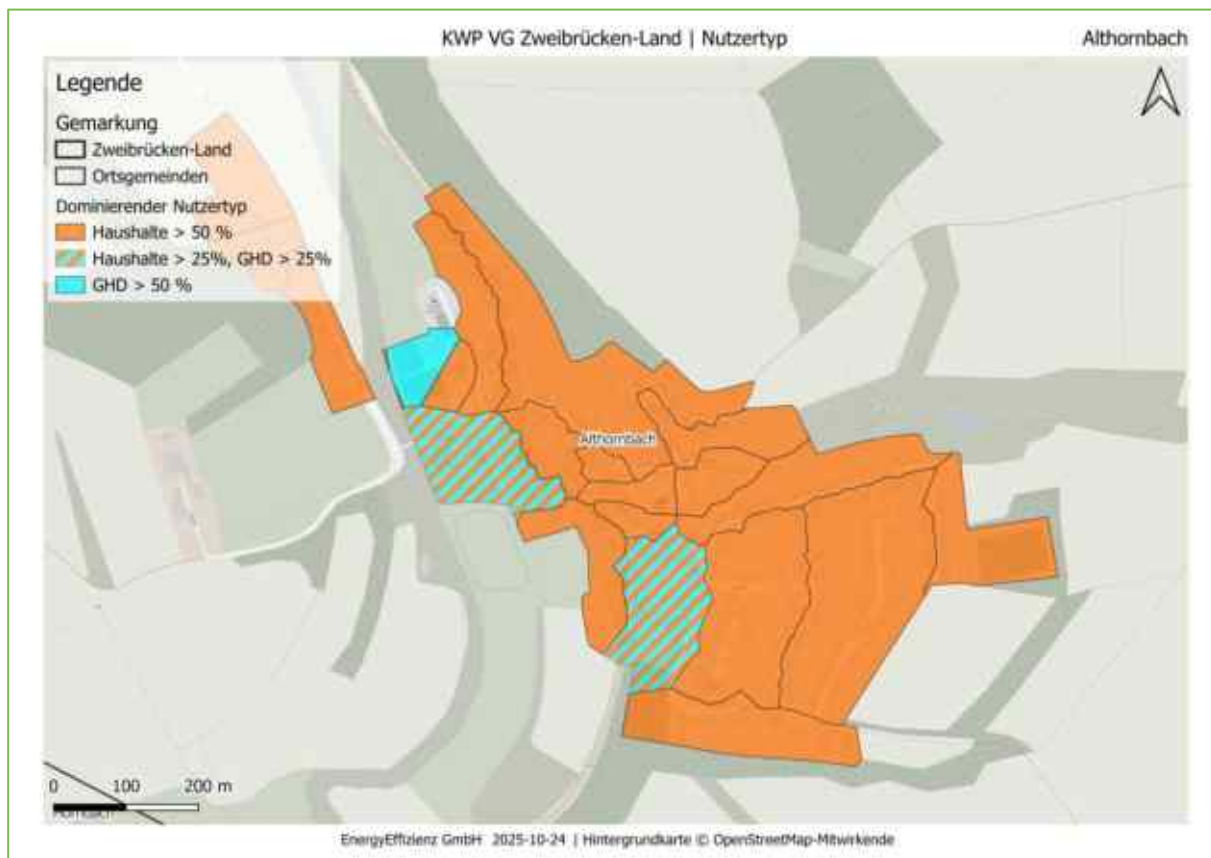 KWP VG Zweibrücken-Land | Nutzertyp
Althornbach
Legende
Gemarkung
Zweibrücken-Land
Ortsgemeinden
Dominierender Nutzertyp
Haushalte > 50 %
Haushalte > 25%, GHD > 25%
GHD > 50 %
Althornbach
0 100 200 m
Hornbach
EnergyEffizienz GmbH 2025-10-24 | Hintergrundkarte © OpenStreetMap-Mitwirkende